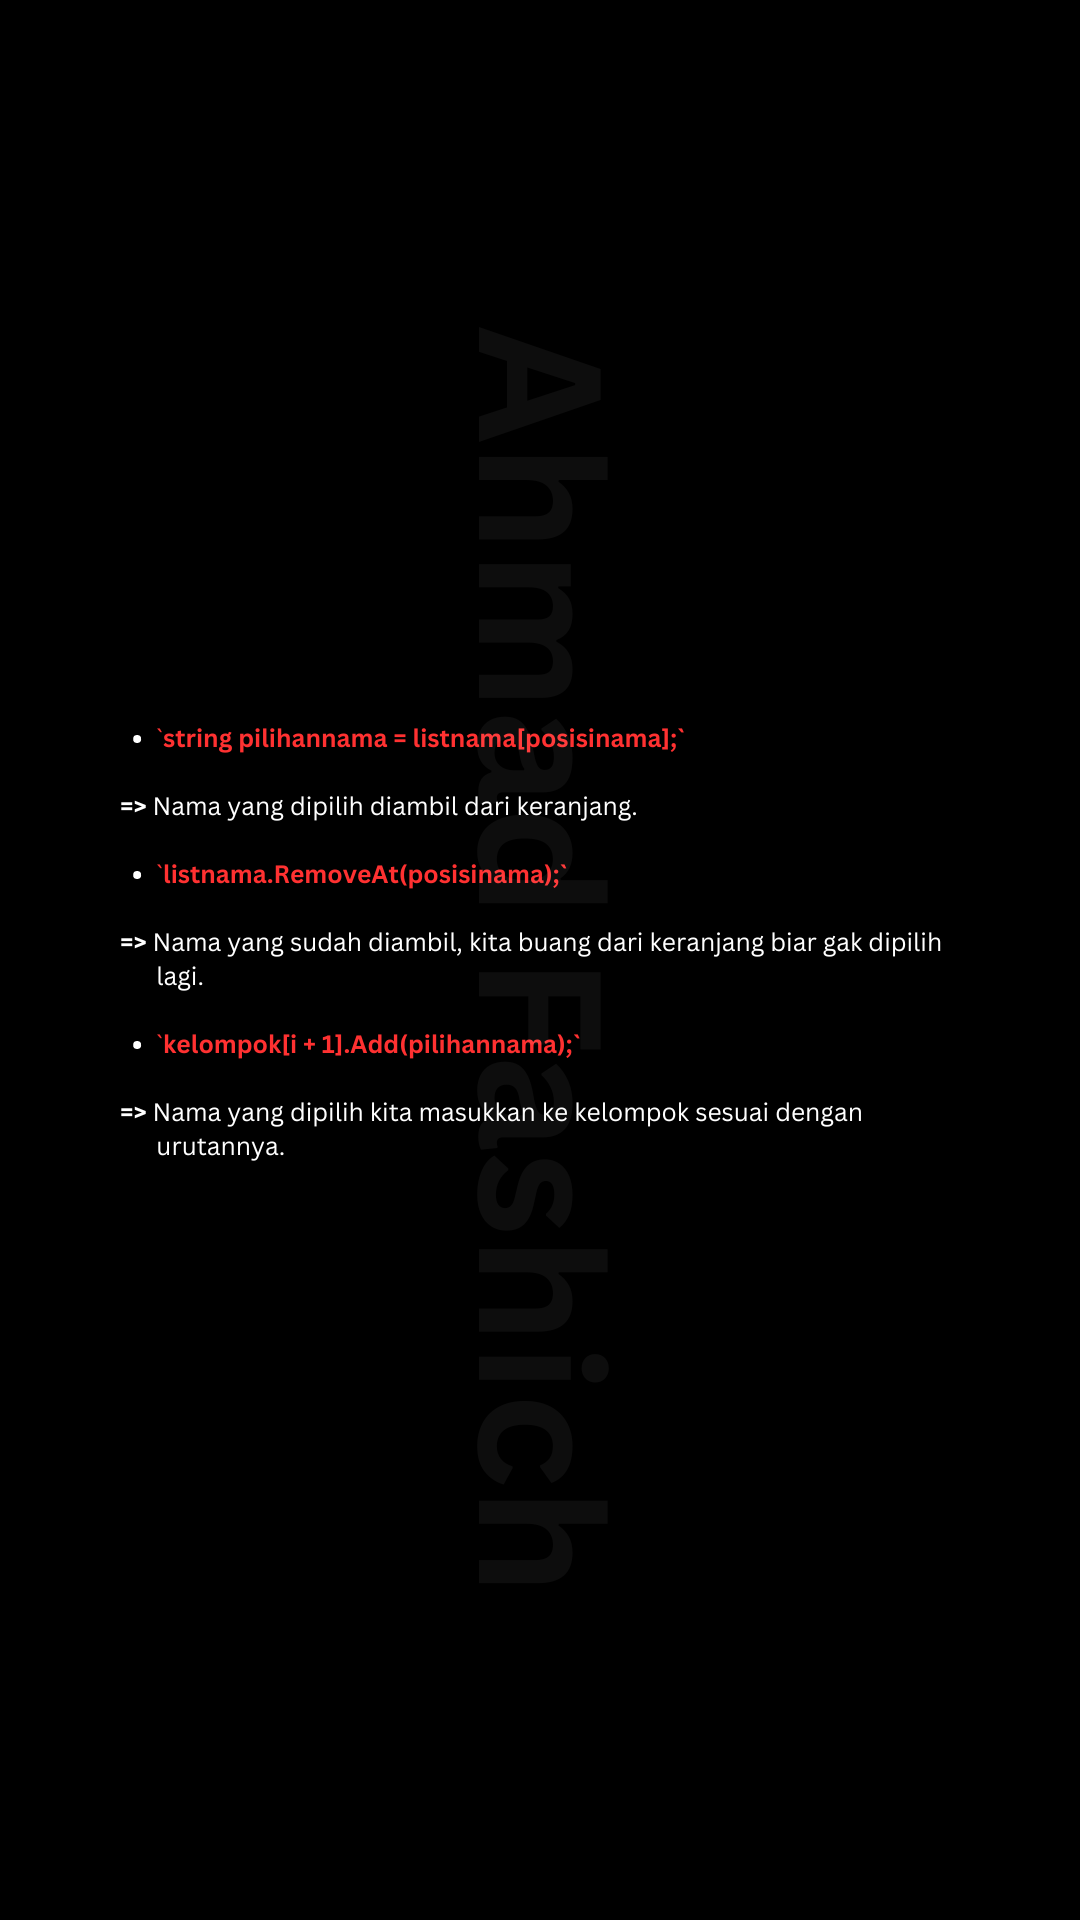 • `string pilihannama = listnama[posisinama];`
=> Nama yang dipilih diambil dari keranjang.
• `listnama.RemoveAt(posisinama);`
=> Nama yang sudah diambil, kita buang dari keranjang biar gak dipilih
lagi.
• `kelompok[i + 1].Add(pilihannama);`
=> Nama yang dipilih kita masukkan ke kelompok sesuai dengan
urutannya.
Ahmad Fashich